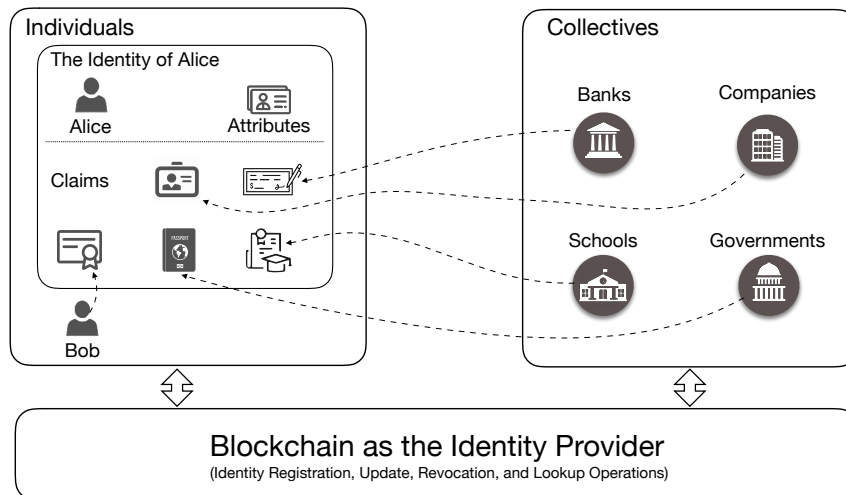 Individuals
The Identity of Alice
Alice
Attributes
Claims
PASSPORT
Bob
Collectives
Banks
Companies
Schools
Governments
Blockchain as the Identity Provider
(Identity Registration, Update, Revocation, and Lookup Operations)